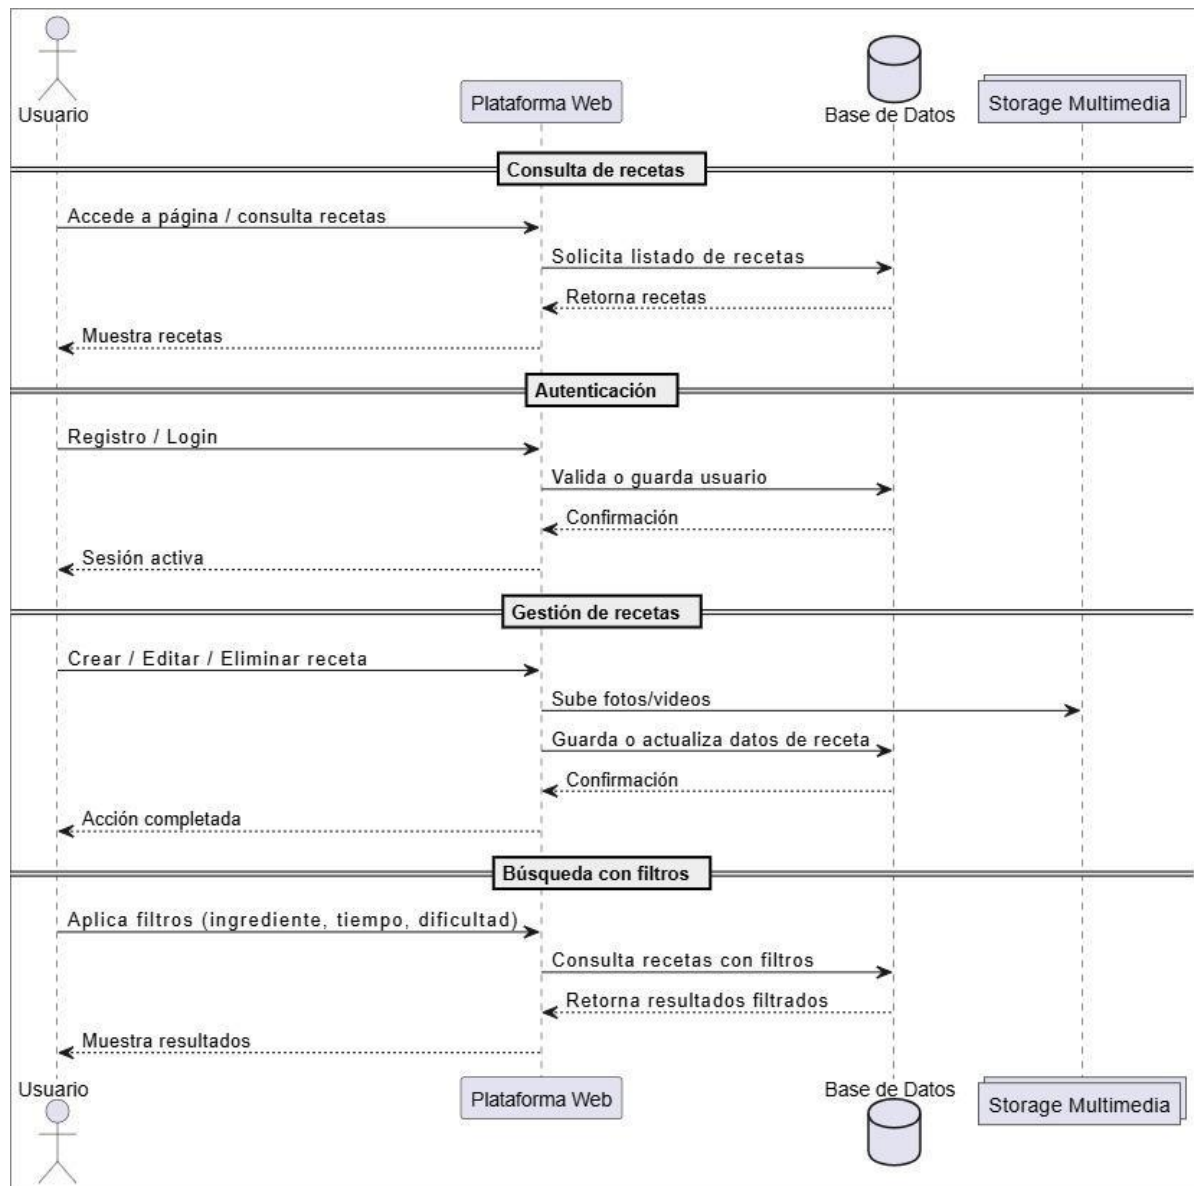 Usuario
Plataforma Web
Base de Datos
Storage Multimedia
Consulta de recetas
Accede a página / consulta recetas
Solicita listado de recetas
Retorna recetas
Muestra recetas
Autenticación
Registro / Login
Valida o guarda usuario
Confirmación
Sesión activa
Gestión de recetas
Crear / Editar / Eliminar receta
Sube fotos/videos
Guarda o actualiza datos de receta
Confirmación
Acción completada
Búsqueda con filtros
Aplica filtros (ingrediente, tiempo, dificultad)
Consulta recetas con filtros
Retorna resultados filtrados
Muestra resultados
Usuario
Plataforma Web
Base de Datos
Storage Multimedia